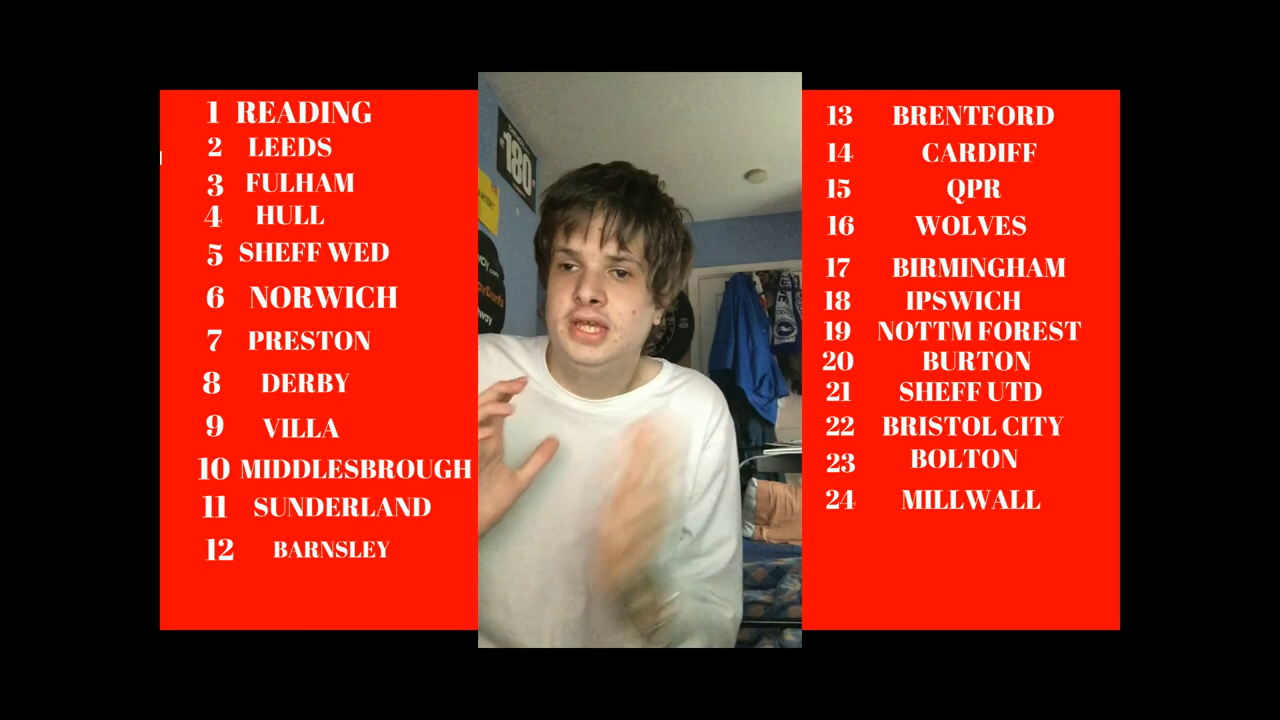 1 READING
2 LEEDS
3 FULHAM
4 HULL
5 SHEFF WED
6 NORWICH
7 PRESTON
8 DERBY
9 VILLA
10 MIDDLESBROUGH
11 SUNDERLAND
12 BARNSLEY
180
13 BRENTFORD
14 CARDIFF
15 QPR
16 WOLVES
17 BIRMINGHAM
18 IPSWICH
19 NOTTM FOREST
20 BURTON
21 SHEFF UTD
22 BRISTOL CITY
23 BOLTON
24 MILLWALL